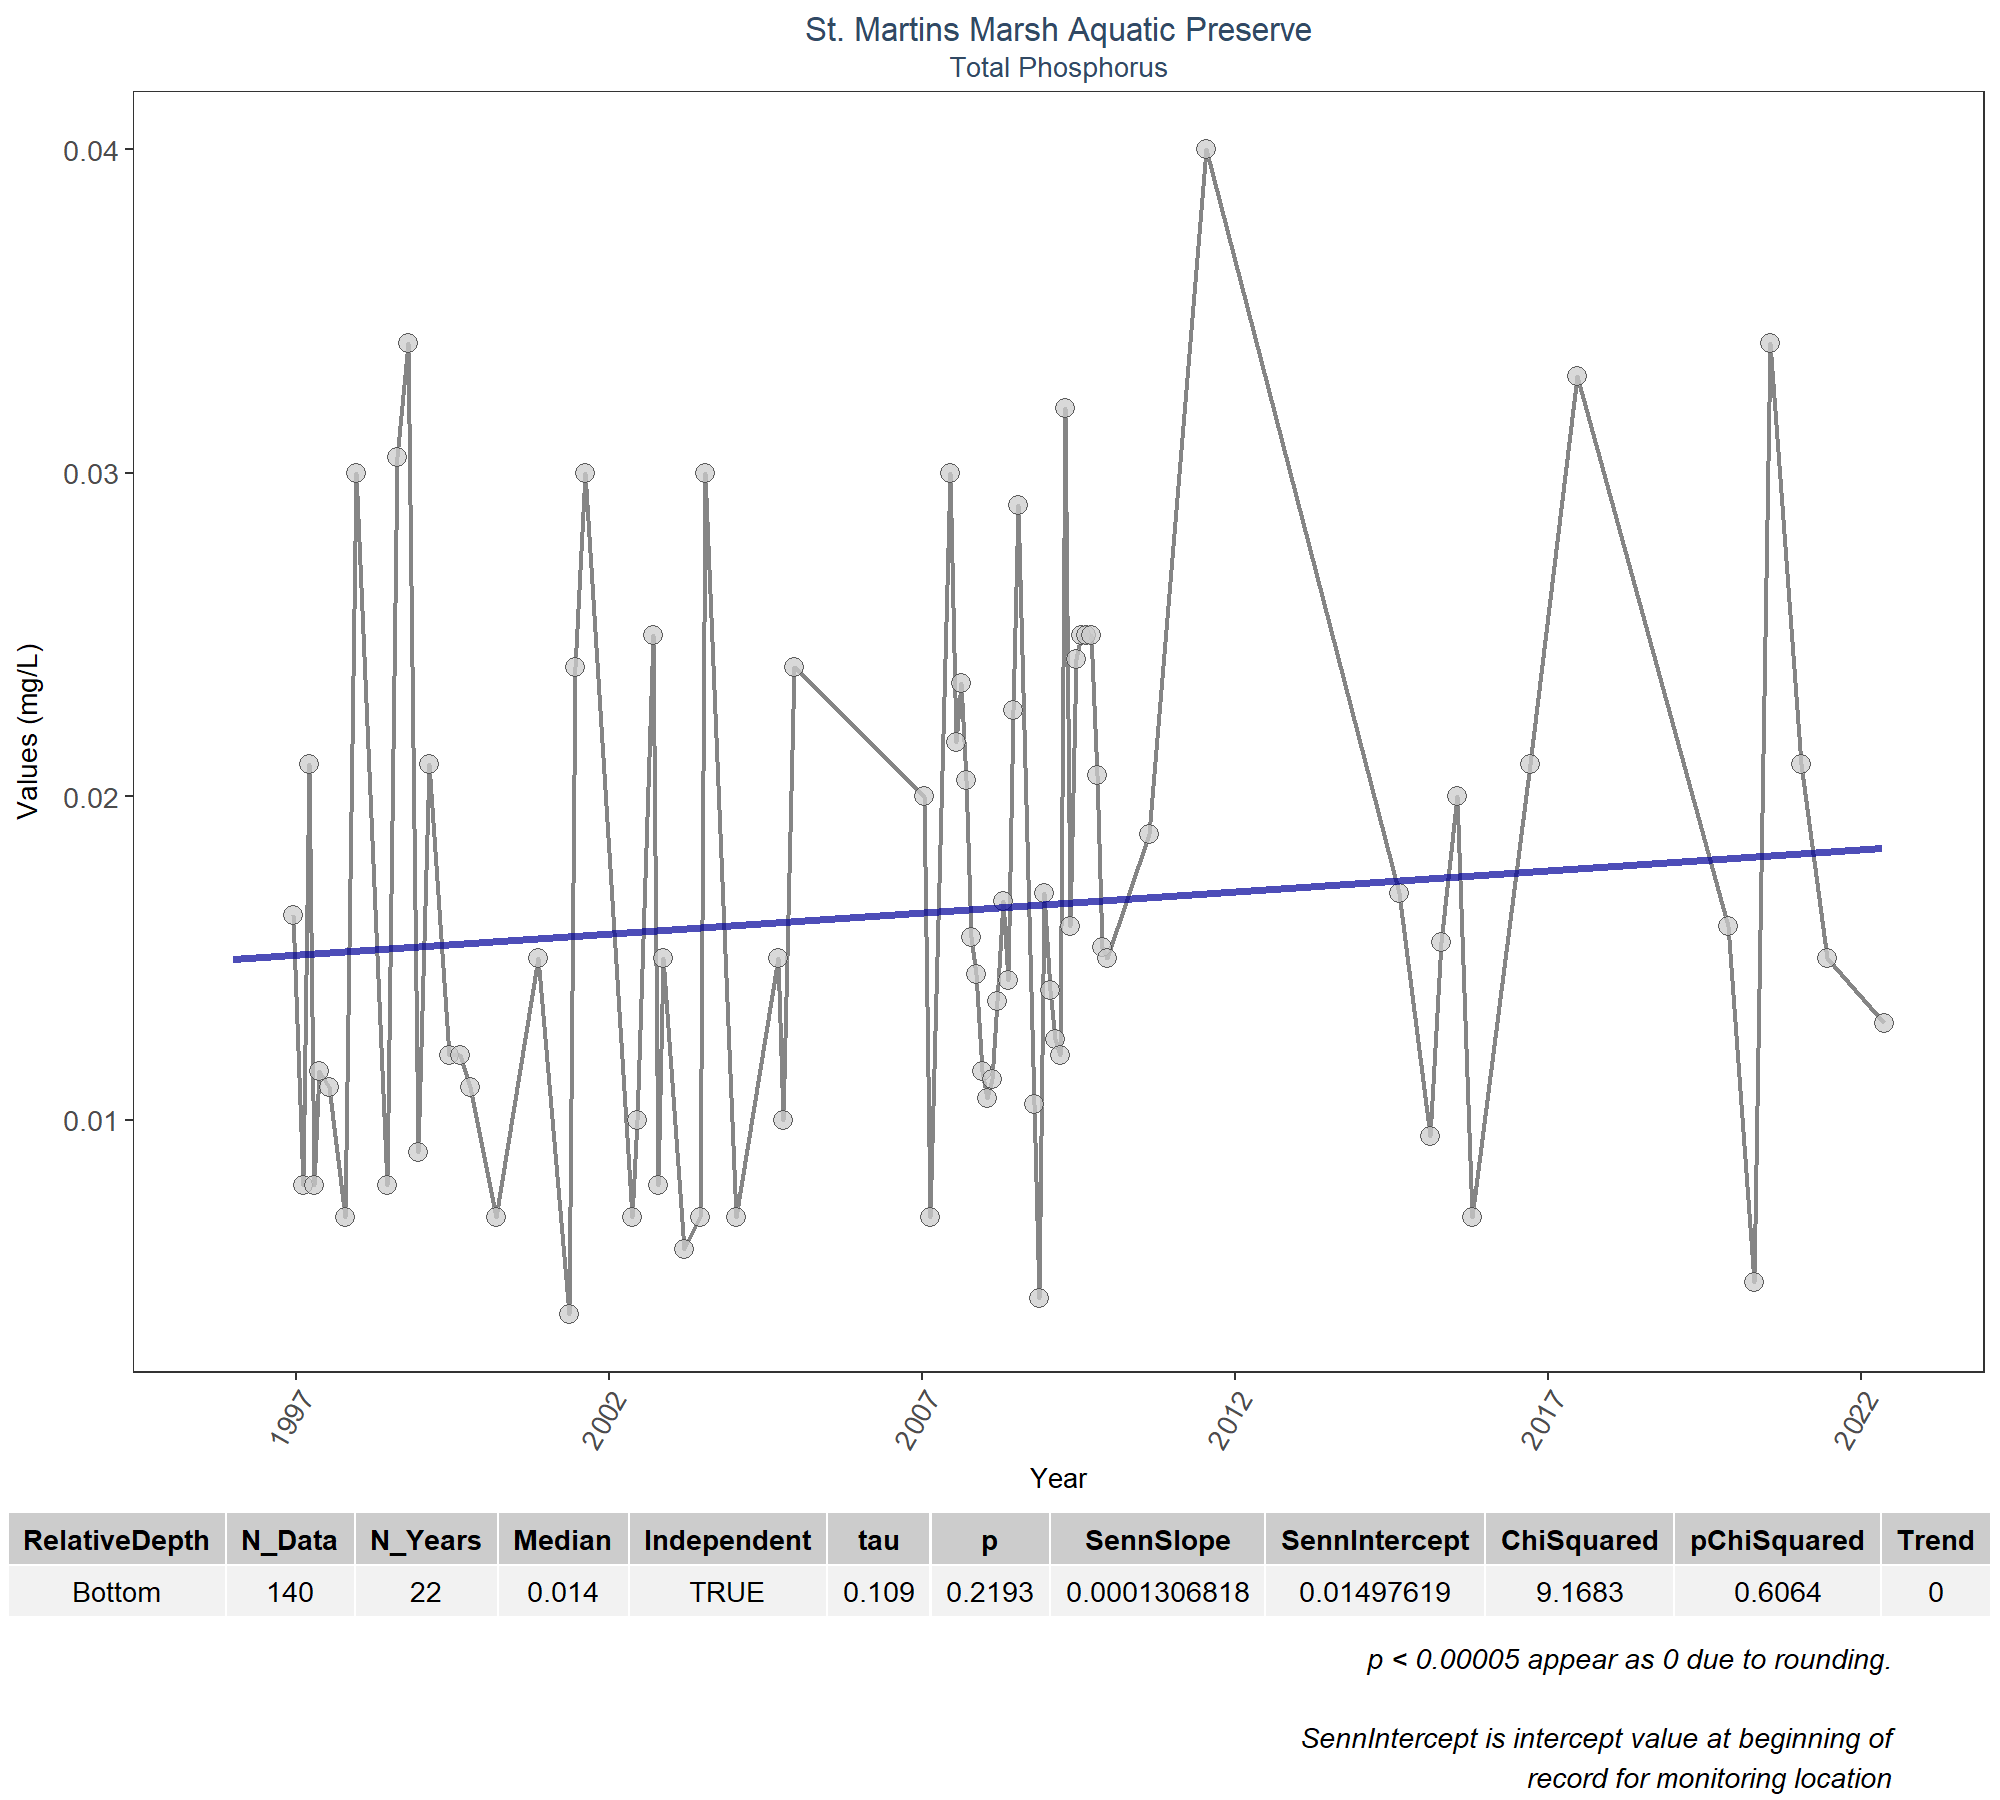 St. Martins Marsh Aquatic Preserve
Total Phosphorus
0.04
0.03
0.02
0.01
Values (mg/L)
1997
2002
2007
2012
2017
2022
Year
RelativeDepth N_Data N_Years Median Independent tau p SennSlope SennIntercept ChiSquared pChiSquared Trend
Bottom 140 22 0.014 TRUE 0.109 0.2193 0.0001306818 0.01497619 9.1683 0.6064 0
p < 0.00005 appear as 0 due to rounding.
SennIntercept is intercept value at beginning of
record for monitoring location